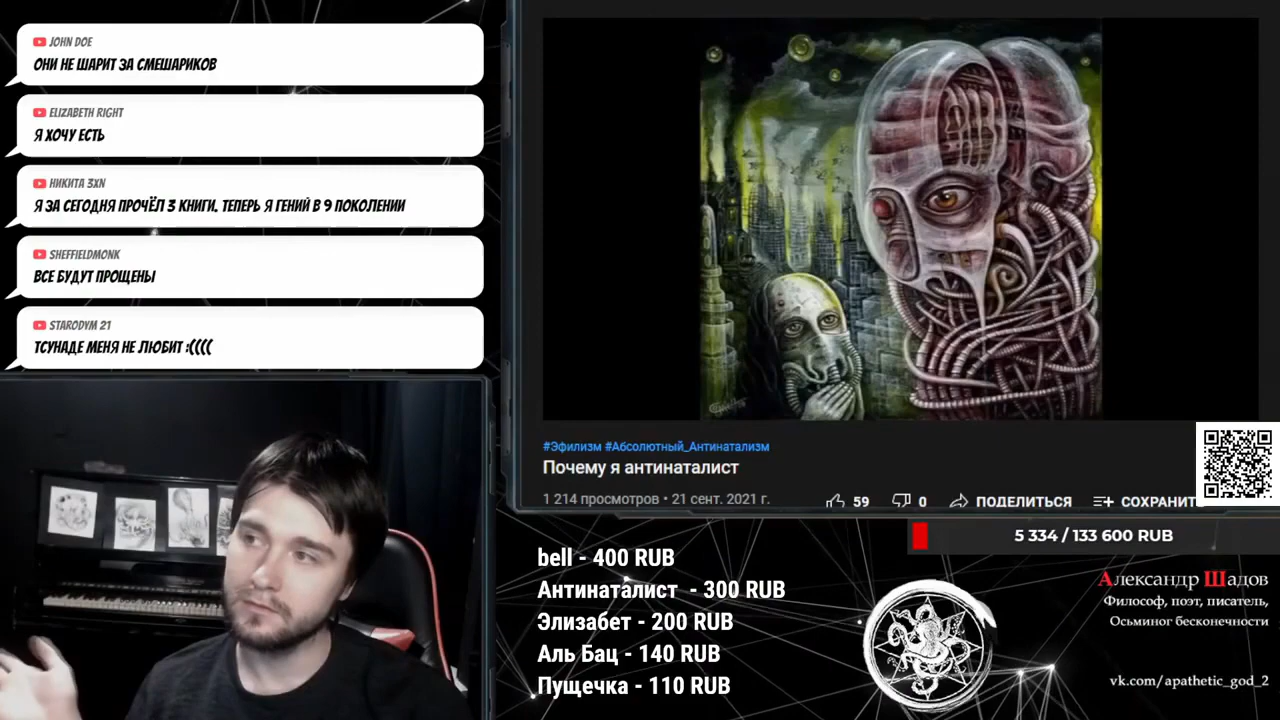 JOHN DOE
ОНИ НЕ ШАРИТ ЗА СМЕШАРИКОВ
ELIZABETH RIGHT
Я ХОЧУ ЕСТЬ
НИКИТА 3XN
Я ЗА СЕГОДНЯ ПРОЧЁЛ 3 КНИГИ. ТЕПЕРЬ Я ГЕНИЙ В 9 ПОКОЛЕНИИ
SHEFFIELDMONK
ВСЕ БУДУТ ПРОЩЕНЫ
STARODYM 21
ТСУНАДЕ МЕНЯ НЕ ЛЮБИТ :((((
#Эфилизм #Абсолютный_Антинатализм
Почему я антинаталист
1 214 просмотров • 21 сент. 2021 г.
59
0
ПОДЕЛИТЬСЯ
СОХРАНИТЬ
5 334 / 133 600 RUB
bell - 400 RUB
Антинаталист - 300 RUB
Элизабет - 200 RUB
Аль Бац - 140 RUB
Пущечка - 110 RUB
Александр Шадов
Философ, поэт, писатель,
Осьминог бесконечности
vk.com/apathetic_god_2